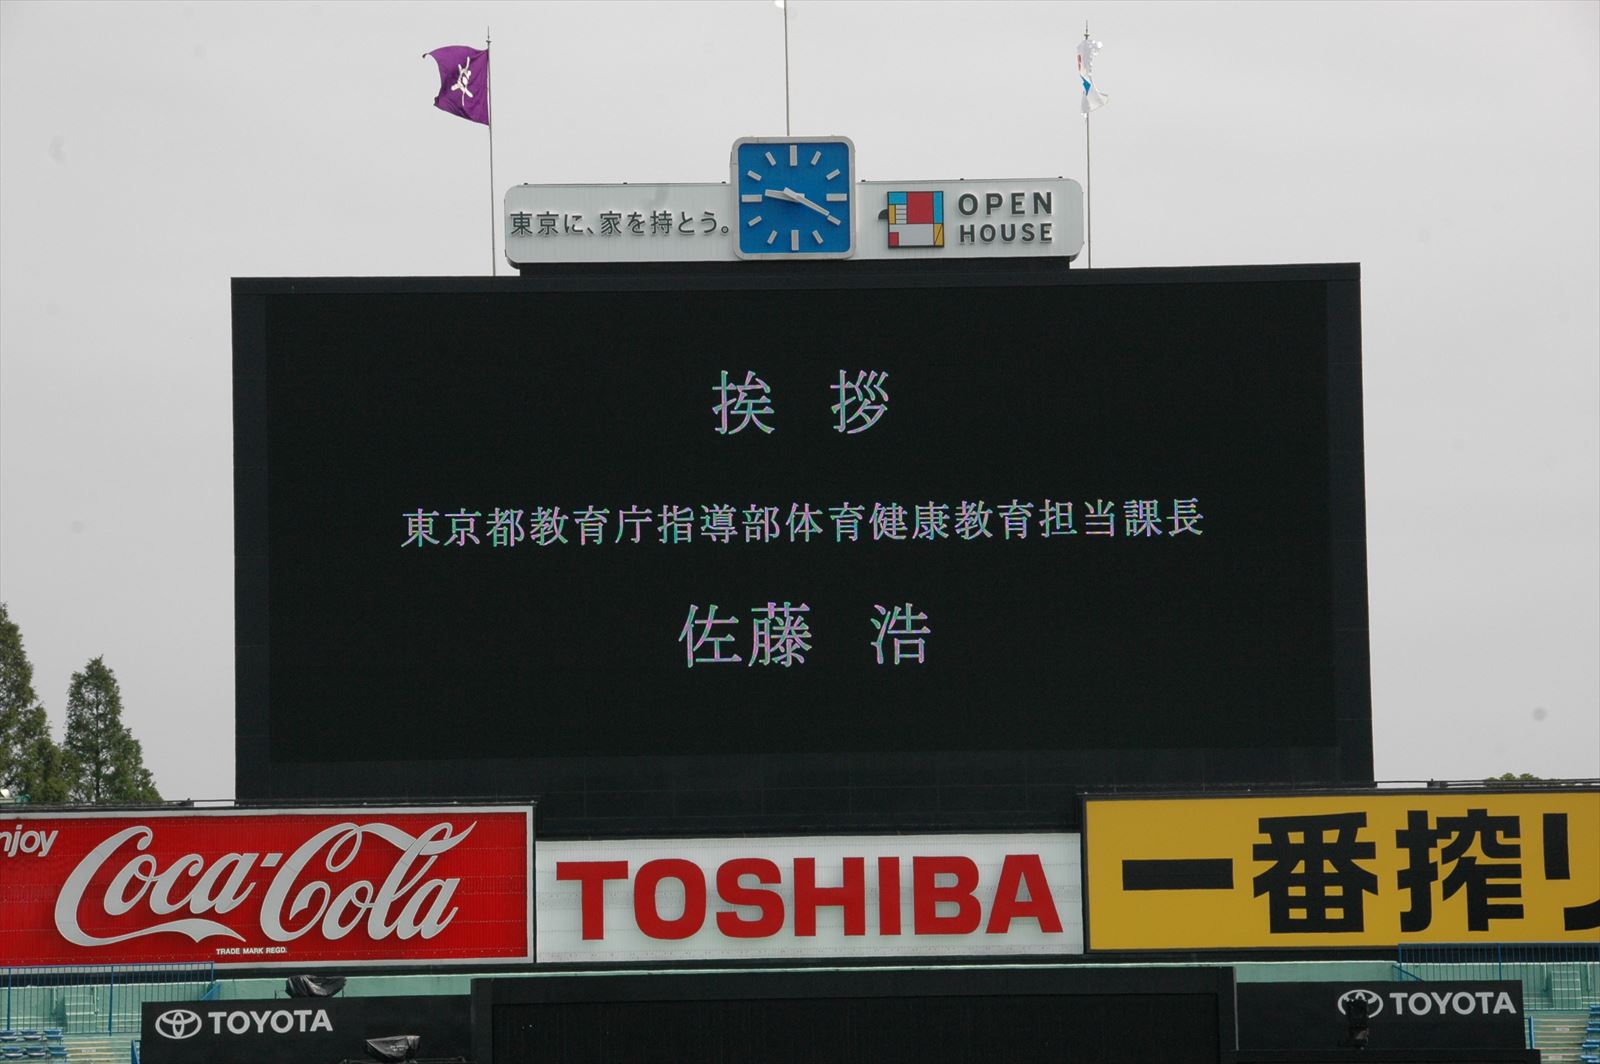 東京に、家を持とう。
OPEN
HOUSE
挨 拶
東京都教育庁指導部体育健康教育担当課長
佐藤 浩
njoy
Coca-Cola
TRADE MARK REGD.
TOSHIBA
一番搾り
TOYOTA
TOYOTA